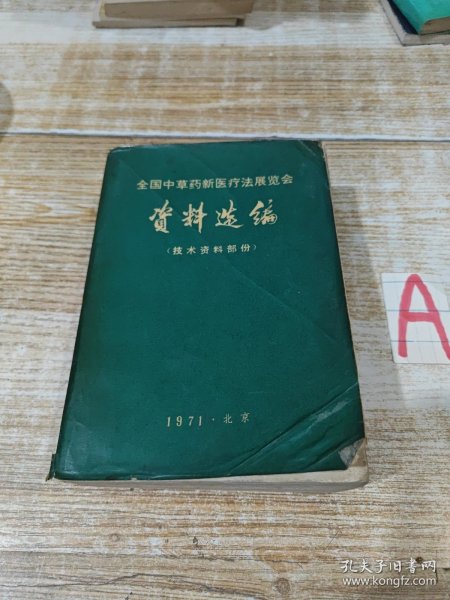 全国中草药新医疗法展览会
资料选编
（技术资料部份）
1971·北京
A
孔夫子旧书网
www.kongfz.com